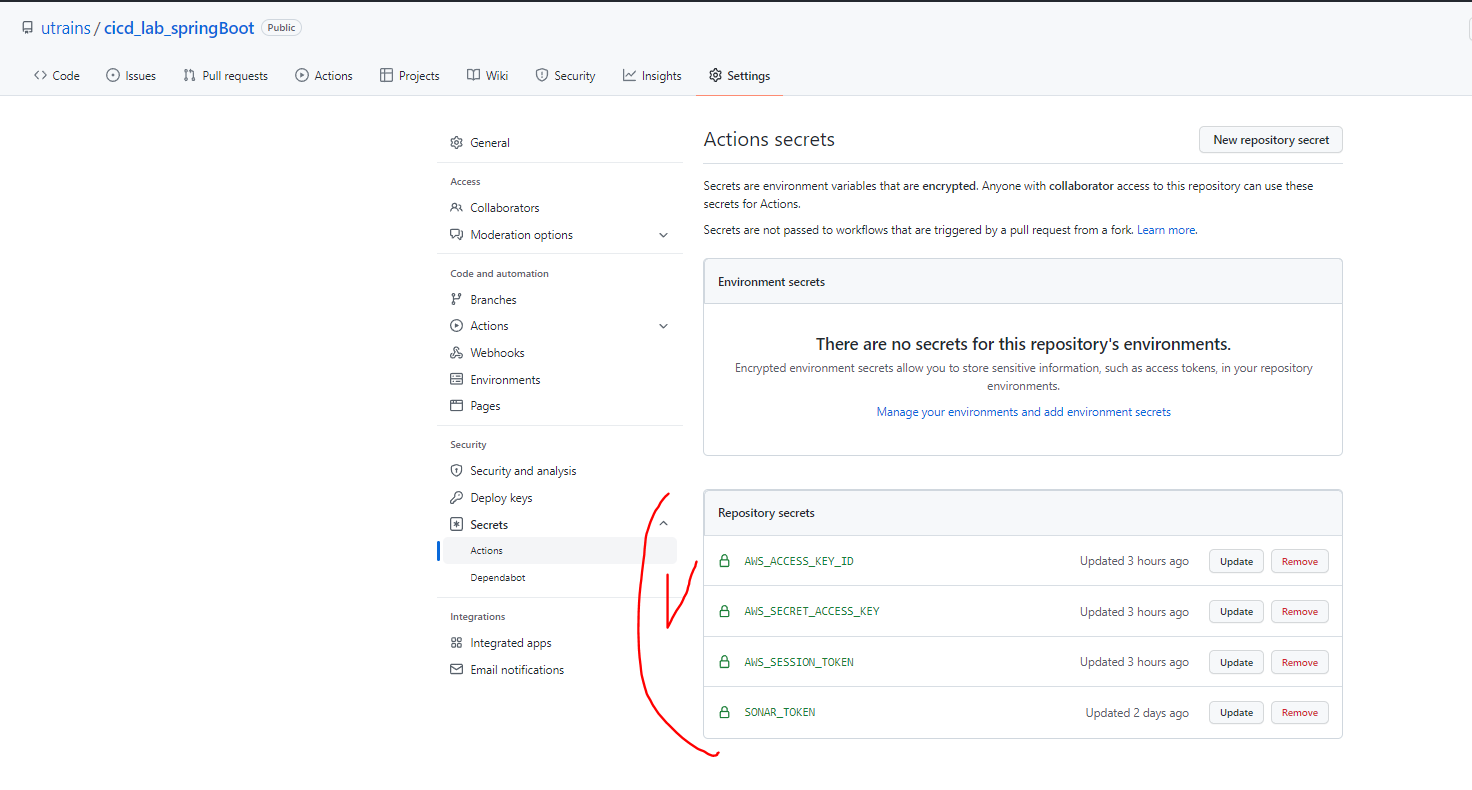 utrains / cicd_lab_springBoot Public
Code Issues Pull requests Actions Projects Wiki Security Insights Settings
General
Access
Collaborators
Moderation options
Code and automation
Branches
Actions
Webhooks
Environments
Pages
Security
Security and analysis
Deploy keys
Secrets
Actions
Dependabot
Integrations
Integrated apps
Email notifications
Actions secrets New repository secret
Secrets are environment variables that are encrypted. Anyone with collaborator access to this repository can use these
secrets for Actions.
Secrets are not passed to workflows that are triggered by a pull request from a fork. Learn more.
Environment secrets
There are no secrets for this repository's environments.
Encrypted environment secrets allow you to store sensitive information, such as access tokens, in your repository
environments.
Manage your environments and add environment secrets
Repository secrets
AWS_ACCESS_KEY_ID Updated 3 hours ago Update Remove
AWS_SECRET_ACCESS_KEY Updated 3 hours ago Update Remove
AWS_SESSION_TOKEN Updated 3 hours ago Update Remove
SONAR_TOKEN Updated 2 days ago Update Remove